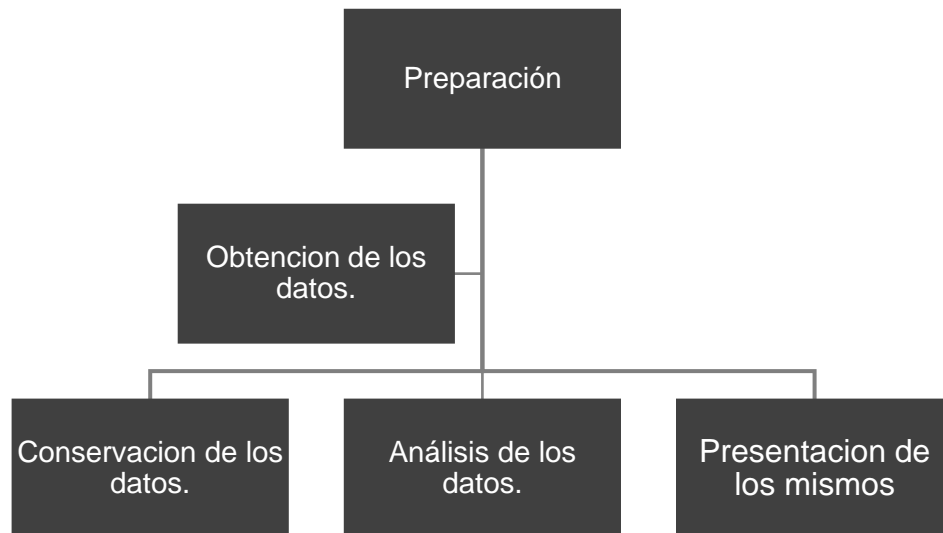 Preparación
Obtencion de los
datos.
Conservacion de los
datos.
Análisis de los
datos.
Presentacion de
los mismos